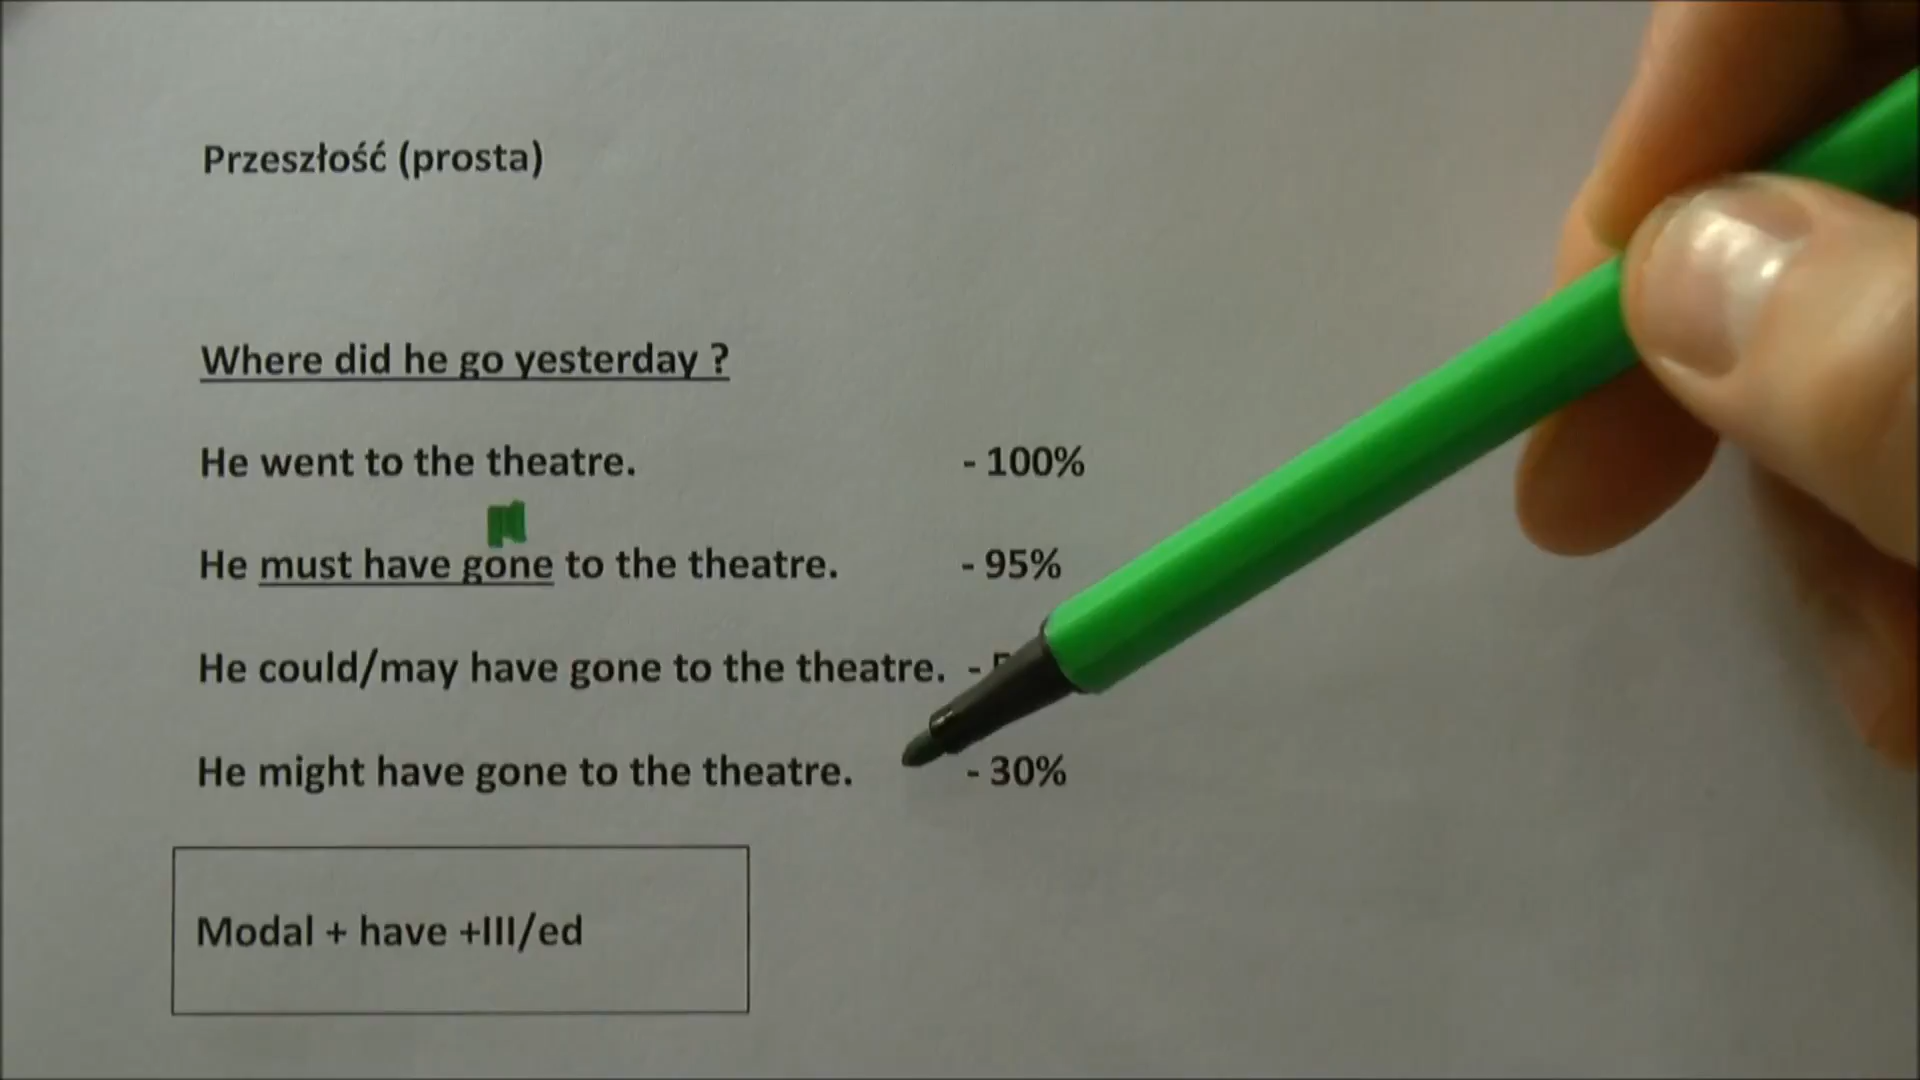 Przeszłość (prosta)
Where did he go yesterday ?
He went to the theatre. - 100%
He must have gone to the theatre. - 95%
He could/may have gone to the theatre. -
He might have gone to the theatre. - 30%
Modal + have +III/ed